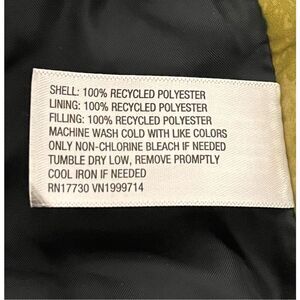 SHELL: 100% RECYCLED POLYESTER
LINING: 100% RECYCLED POLYESTER
FILLING: 100% RECYCLED POLYESTER
MACHINE WASH COLD WITH LIKE COLORS
ONLY NON-CHLORINE BLEACH IF NEEDED
TUMBLE DRY LOW, REMOVE PROMPTLY
COOL IRON IF NEEDED
RN17730 VN1999714